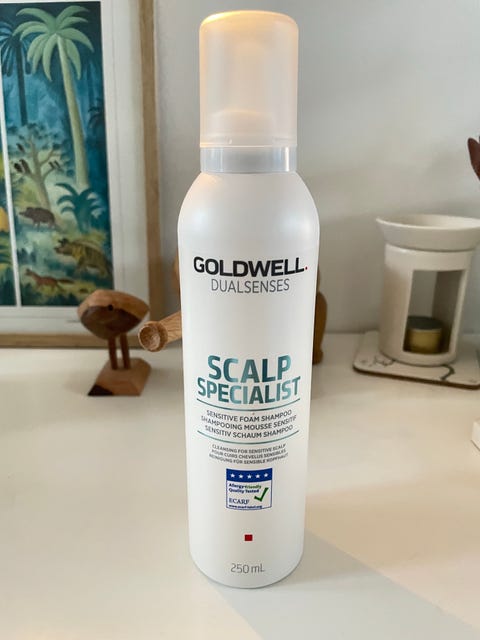 GOLDWELL.
DUALSENSES
SCALP
SPECIALIST
SENSITIVE FOAM SHAMPOO
SHAMPOOING MOUSSE SENSITIF
SENSITIV SCHAUM SHAMPOO
CLEANSING FOR SENSITIVE SCALP
POUR CUIRS CHEVELUS SENSIBLES
REINIGUNG FÜR SENSIBLE KOPFHAUT
Allergy-friendly
Quality Tested
ECARF
www.ecarf-label.org
250 mL